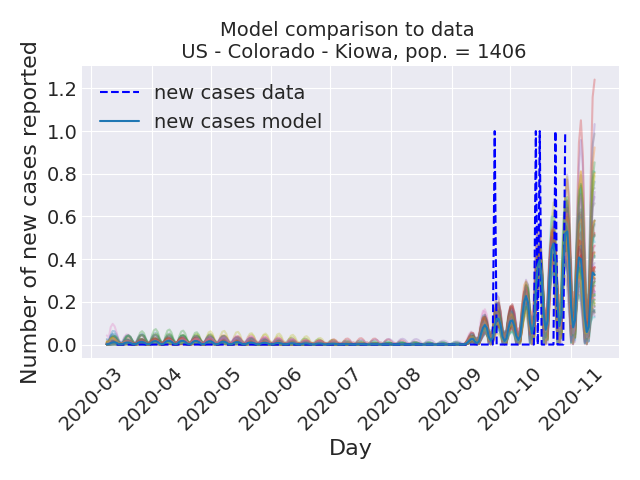 Model comparison to data
US - Colorado - Kiowa, pop. = 1406
Number of new cases reported
1.2
1.0
0.8
0.6
0.4
0.2
0.0
new cases data
new cases model
2020-03
2020-04
2020-05
2020-06
2020-07
2020-08
2020-09
2020-10
2020-11
Day